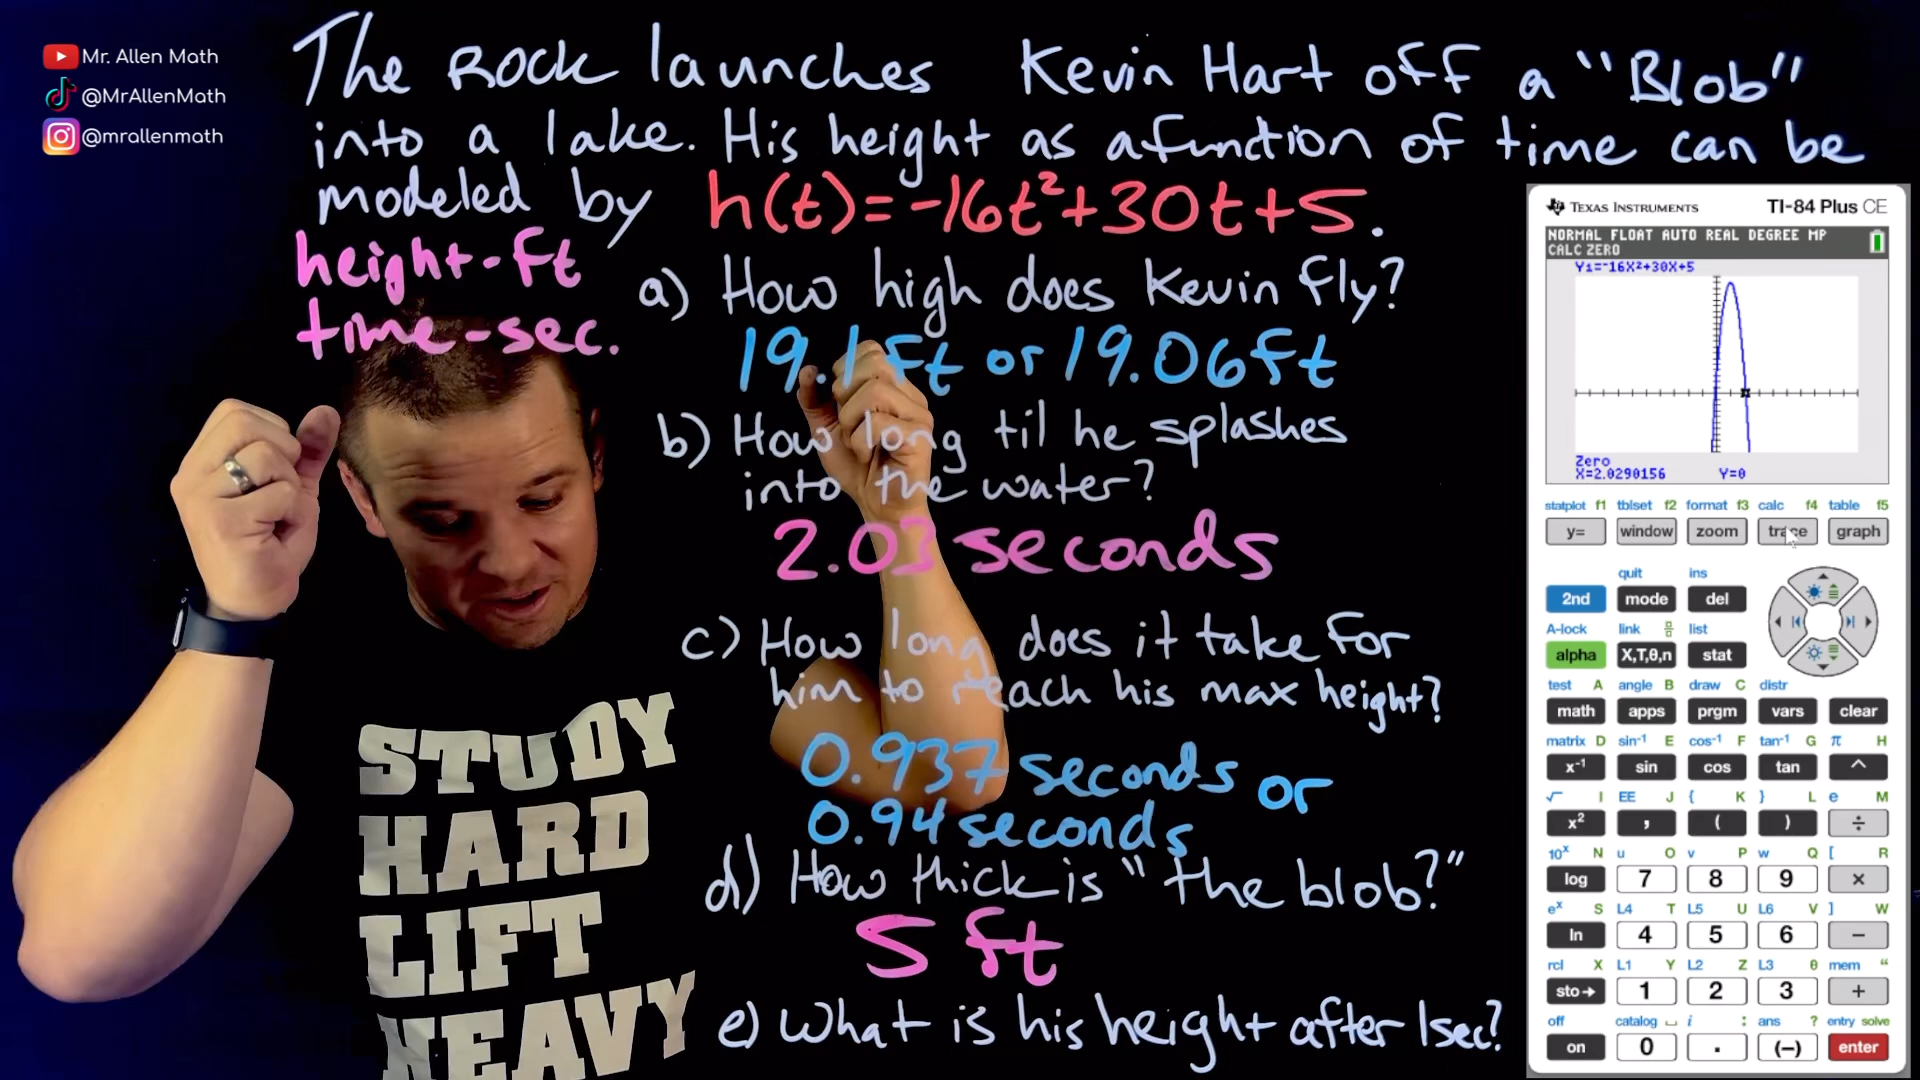 Mr. Allen Math
@MrAllenMath
@mrallenmath
The Rock launches Kevin Hart off a "Blob"
into a lake. His height as a function of time can be
modeled by h(t)=-16t²+30t+5.
height-ft
time-sec.
a) How high does Kevin fly?
19.1ft or 19.06ft
b) How long til he splashes
into the water?
2.03 seconds
c) How long does it take for
him to reach his max height?
0.937 seconds or
0.94 seconds
d) How thick is "the blob?"
5 ft
e) What is his height after 1sec?
STUDY
HARD
LIFT
HEAVY
TEXAS INSTRUMENTS TI-84 Plus CE
NORMAL FLOAT AUTO REAL DEGREE MP
CALC ZERO
Y1=-16X²+30X+5
Zero
X=2.0290156 Y=0
statplot f1 tblset f2 format f3 calc f4 table f5
y= window zoom trace graph
quit ins
2nd mode del
A-lock link list
alpha X,T,θ,n stat
test A angle B draw C distr
math apps prgm vars clear
matrix D sin⁻¹ E cos⁻¹ F tan⁻¹ G π H
x⁻¹ sin cos tan ^
√ I EE J { K } L e M
x² , ( ) ÷
10ˣ N u O v P w Q [ R
log 7 8 9 ×
eˣ S L4 T L5 U L6 V ] W
ln 4 5 6 −
rcl X L1 Y L2 Z L3 θ mem "
sto→ 1 2 3 +
off catalog ⎵ i : ans ? entry solve
on 0 . (−) enter